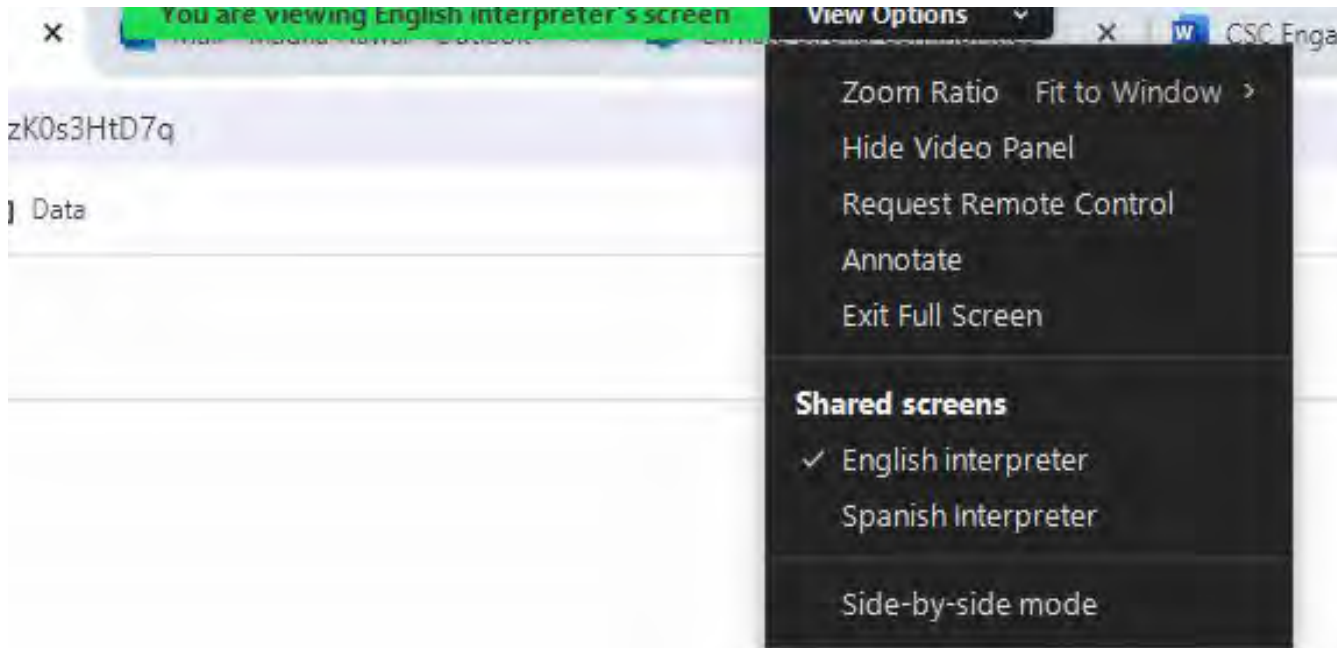 You are viewing English interpreter's screen View Options
CSC Enga
zK0s3HtD7q
Data
Zoom Ratio Fit to Window >
Hide Video Panel
Request Remote Control
Annotate
Exit Full Screen
Shared screens
✓ English interpreter
Spanish Interpreter
Side-by-side mode